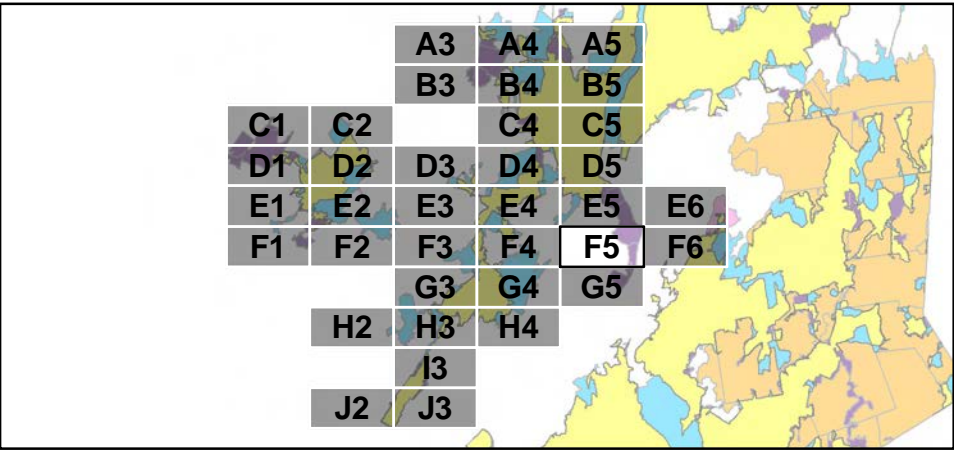 A3 A4 A5
B3 B4 B5
C1 C2 C4 C5
D1 D2 D3 D4 D5
E1 E2 E3 E4 E5 E6
F1 F2 F3 F4 F5 F6
G3 G4 G5
H2 H3 H4
I3
J2 J3